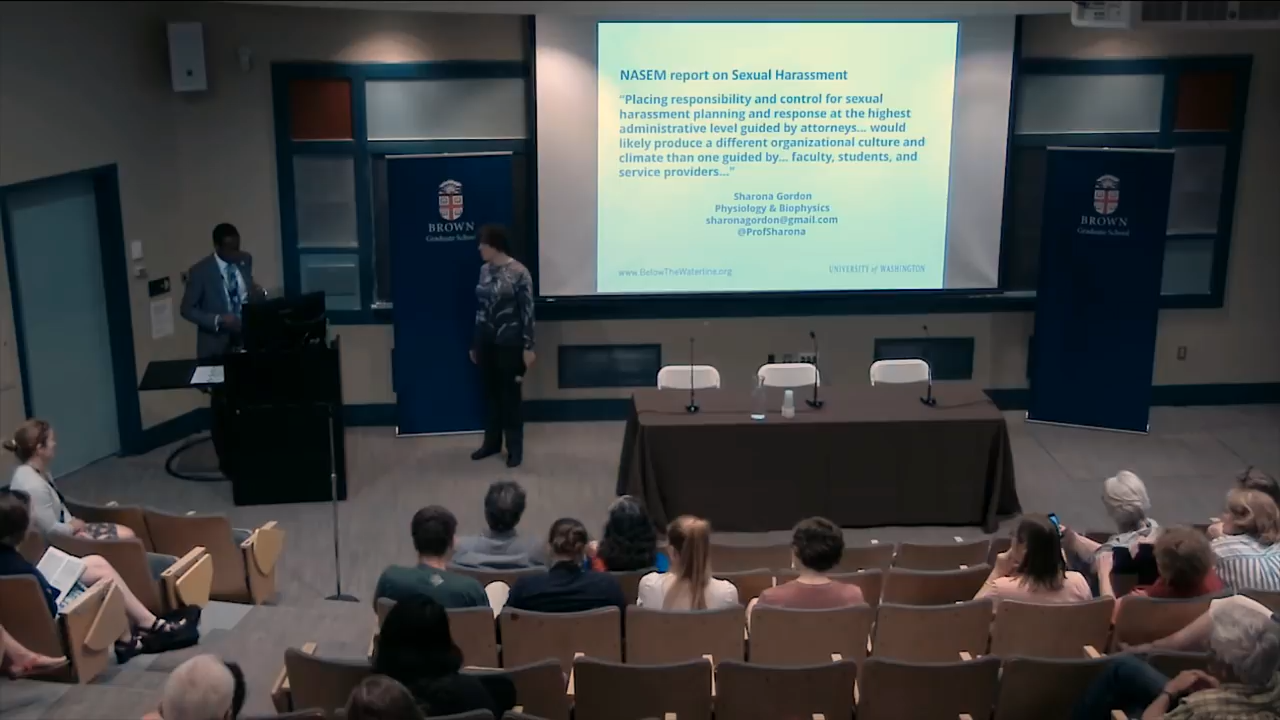 NASEM report on Sexual Harassment
“Placing responsibility and control for sexual
harassment planning and response at the highest
administrative level guided by attorneys... would
likely produce a different organizational culture and
climate than one guided by... faculty, students, and
service providers...”
Sharona Gordon
Physiology & Biophysics
sharonagordon@gmail.com
@ProfSharona
www.BelowTheWaterline.org
UNIVERSITY of WASHINGTON
BROWN
Graduate School
BROWN
Graduate School